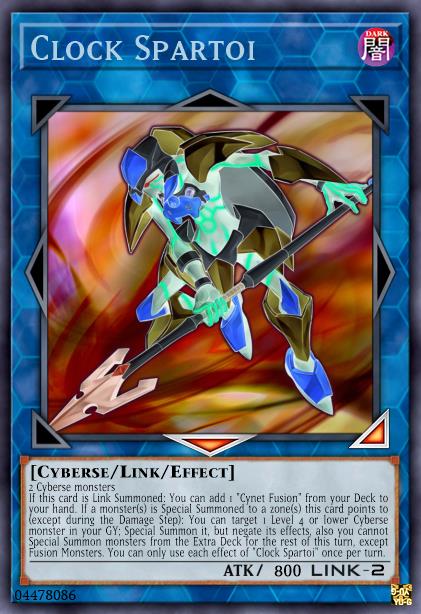 CLOCK SPARTOI
DARK
闇
[CYBERSE/LINK/EFFECT]
2 Cyberse monsters
If this card is Link Summoned: You can add 1 "Cynet Fusion" from your Deck to
your hand. If a monster(s) is Special Summoned to a zone(s) this card points to
(except during the Damage Step): You can target 1 Level 4 or lower Cyberse
monster in your GY; Special Summon it, but negate its effects, also you cannot
Special Summon monsters from the Extra Deck for the rest of this turn, except
Fusion Monsters. You can only use each effect of "Clock Spartoi" once per turn.
ATK/ 800 LINK-2
04478086